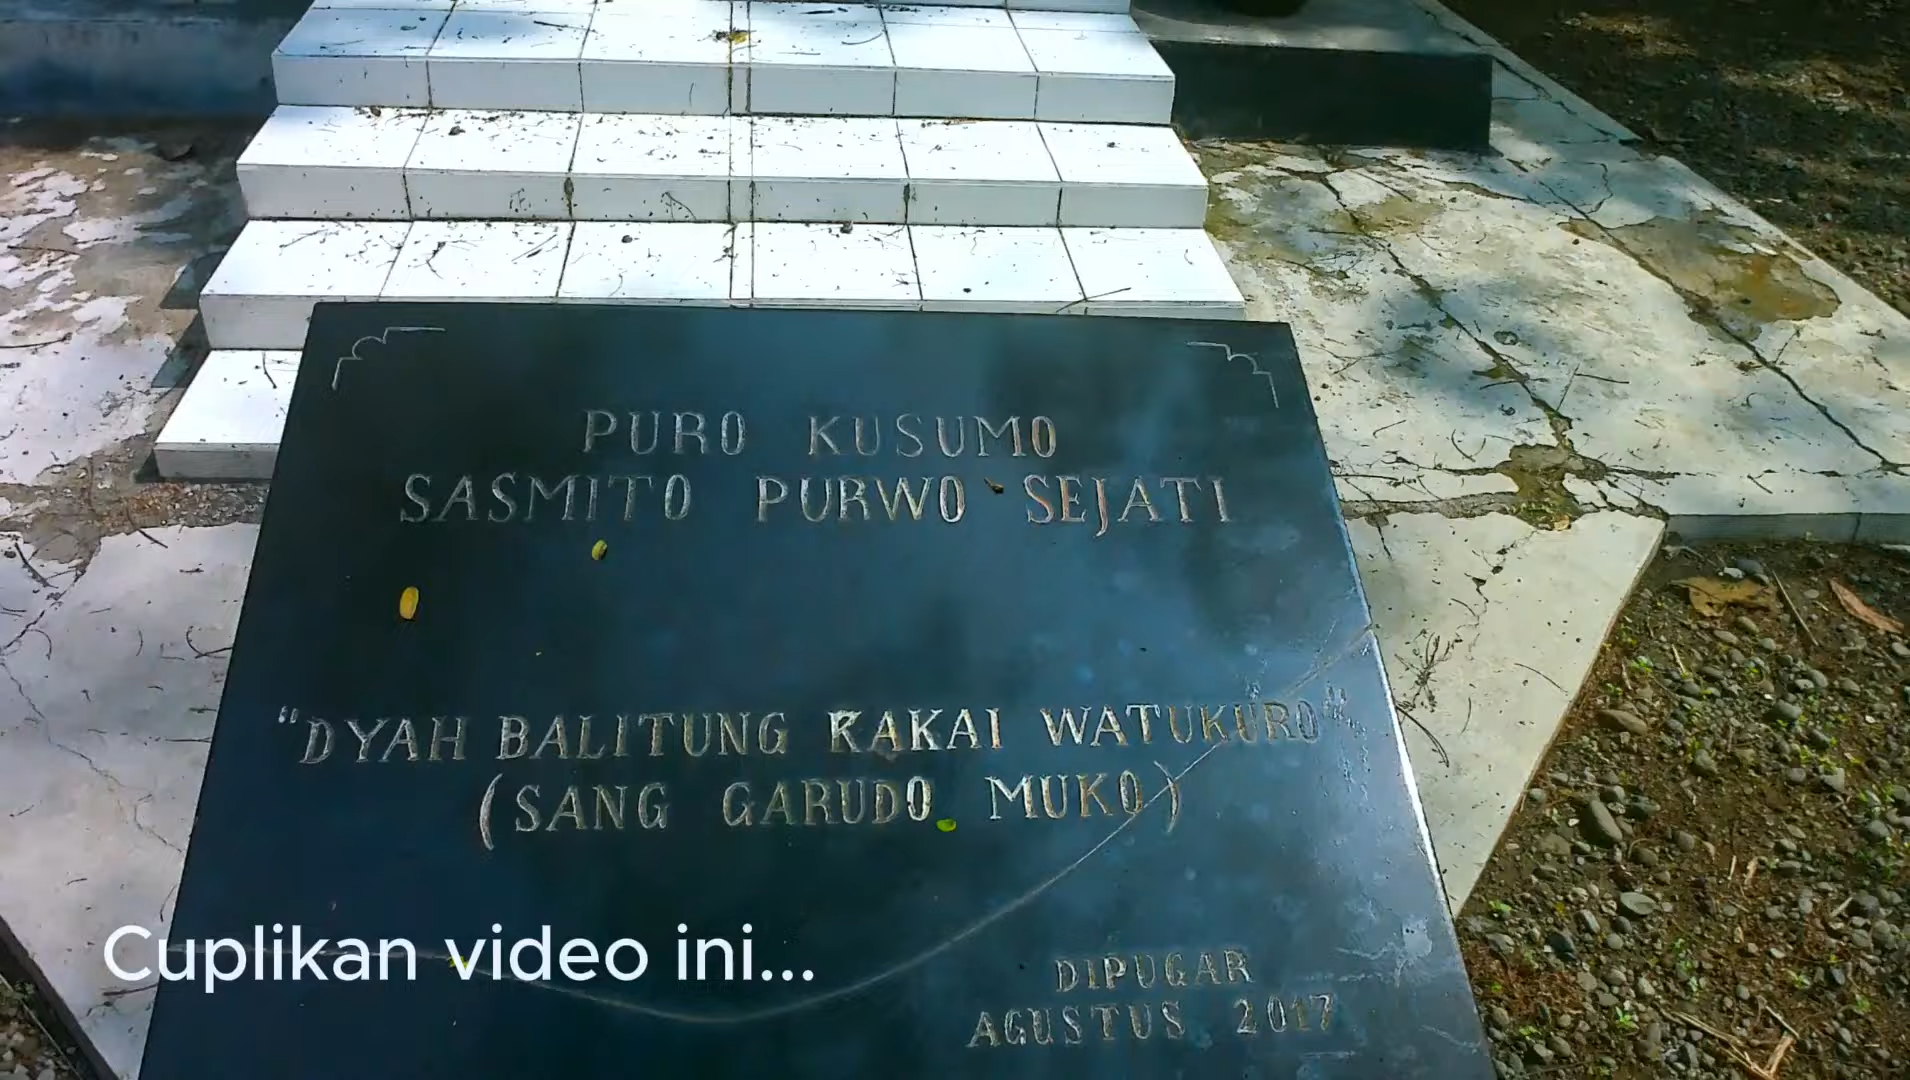 PURO KUSUMO
SASMITO PURWO SEJATI
"DYAH BALITUNG RAKAI WATUKURO"
(SANG GARUDO MUKO)
DIPUGAR
AGUSTUS 2017
Cuplikan video ini...